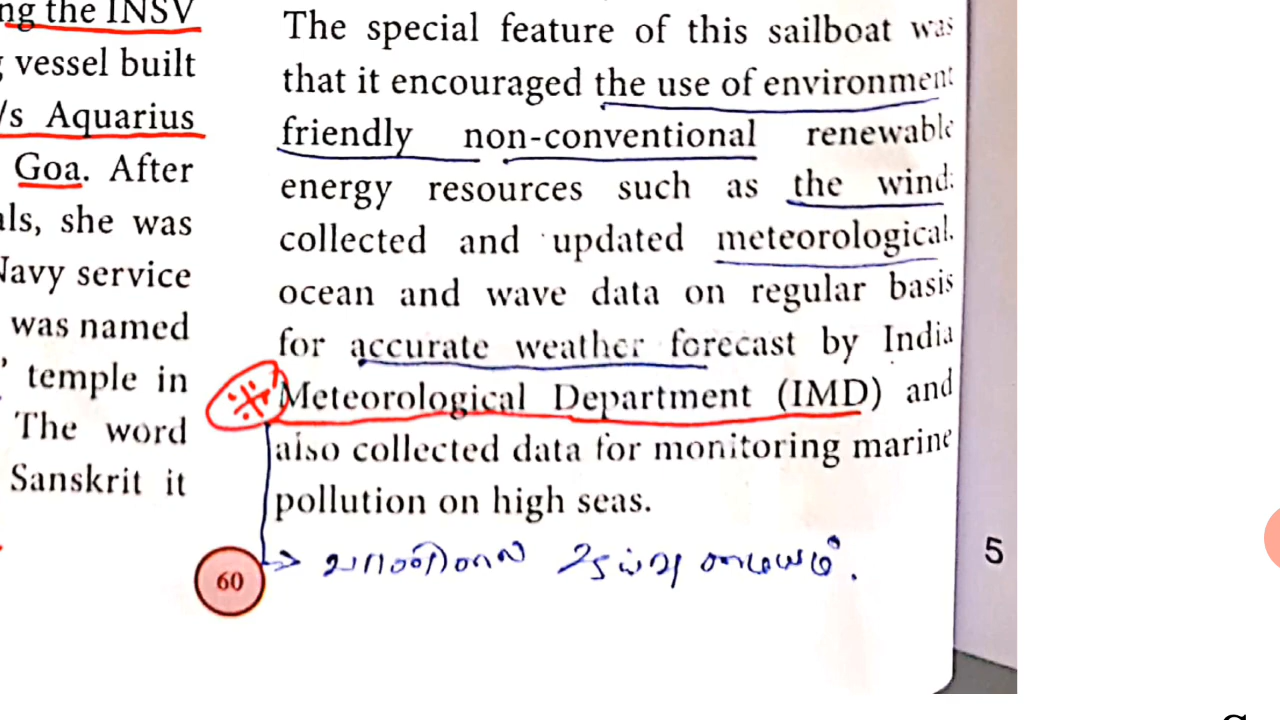 ng the INSV
vessel built
/s Aquarius
Goa. After
als, she was
Navy service
was named
' temple in
The word
Sanskrit it
The special feature of this sailboat was
that it encouraged the use of environment
friendly non-conventional renewable
energy resources such as the wind;
collected and updated meteorological,
ocean and wave data on regular basis
for accurate weather forecast by India
Meteorological Department (IMD) and
also collected data for monitoring marine
pollution on high seas.
60
மையம்.
5